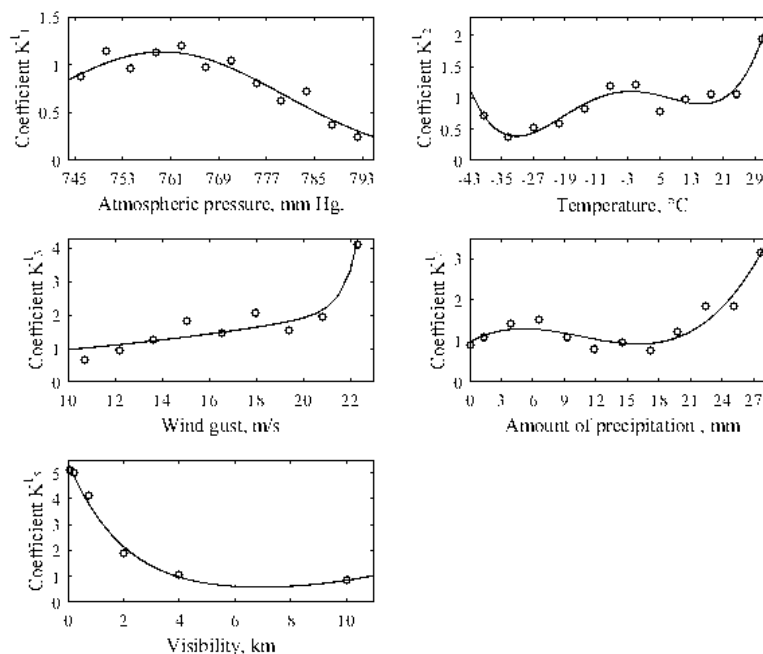 Coefficient K¹₁
1.5
1
0.5
0
745 753 761 769 777 785 793
Atmospheric pressure, mm Hg.
Coefficient K¹₂
2
1.5
1
0.5
0
-43 -35 -27 -19 -11 -3 5 13 21 29
Temperature, °C
Coefficient K¹₃
4
3
2
1
0
10 12 14 16 18 20 22
Wind gust, m/s
Coefficient
3
2
1
0
0 3 6 9 12 15 18 21 24 27
Amount of precipitation , mm
Coefficient K¹₅
5
4
3
2
1
0
0 2 4 6 8 10
Visibility, km